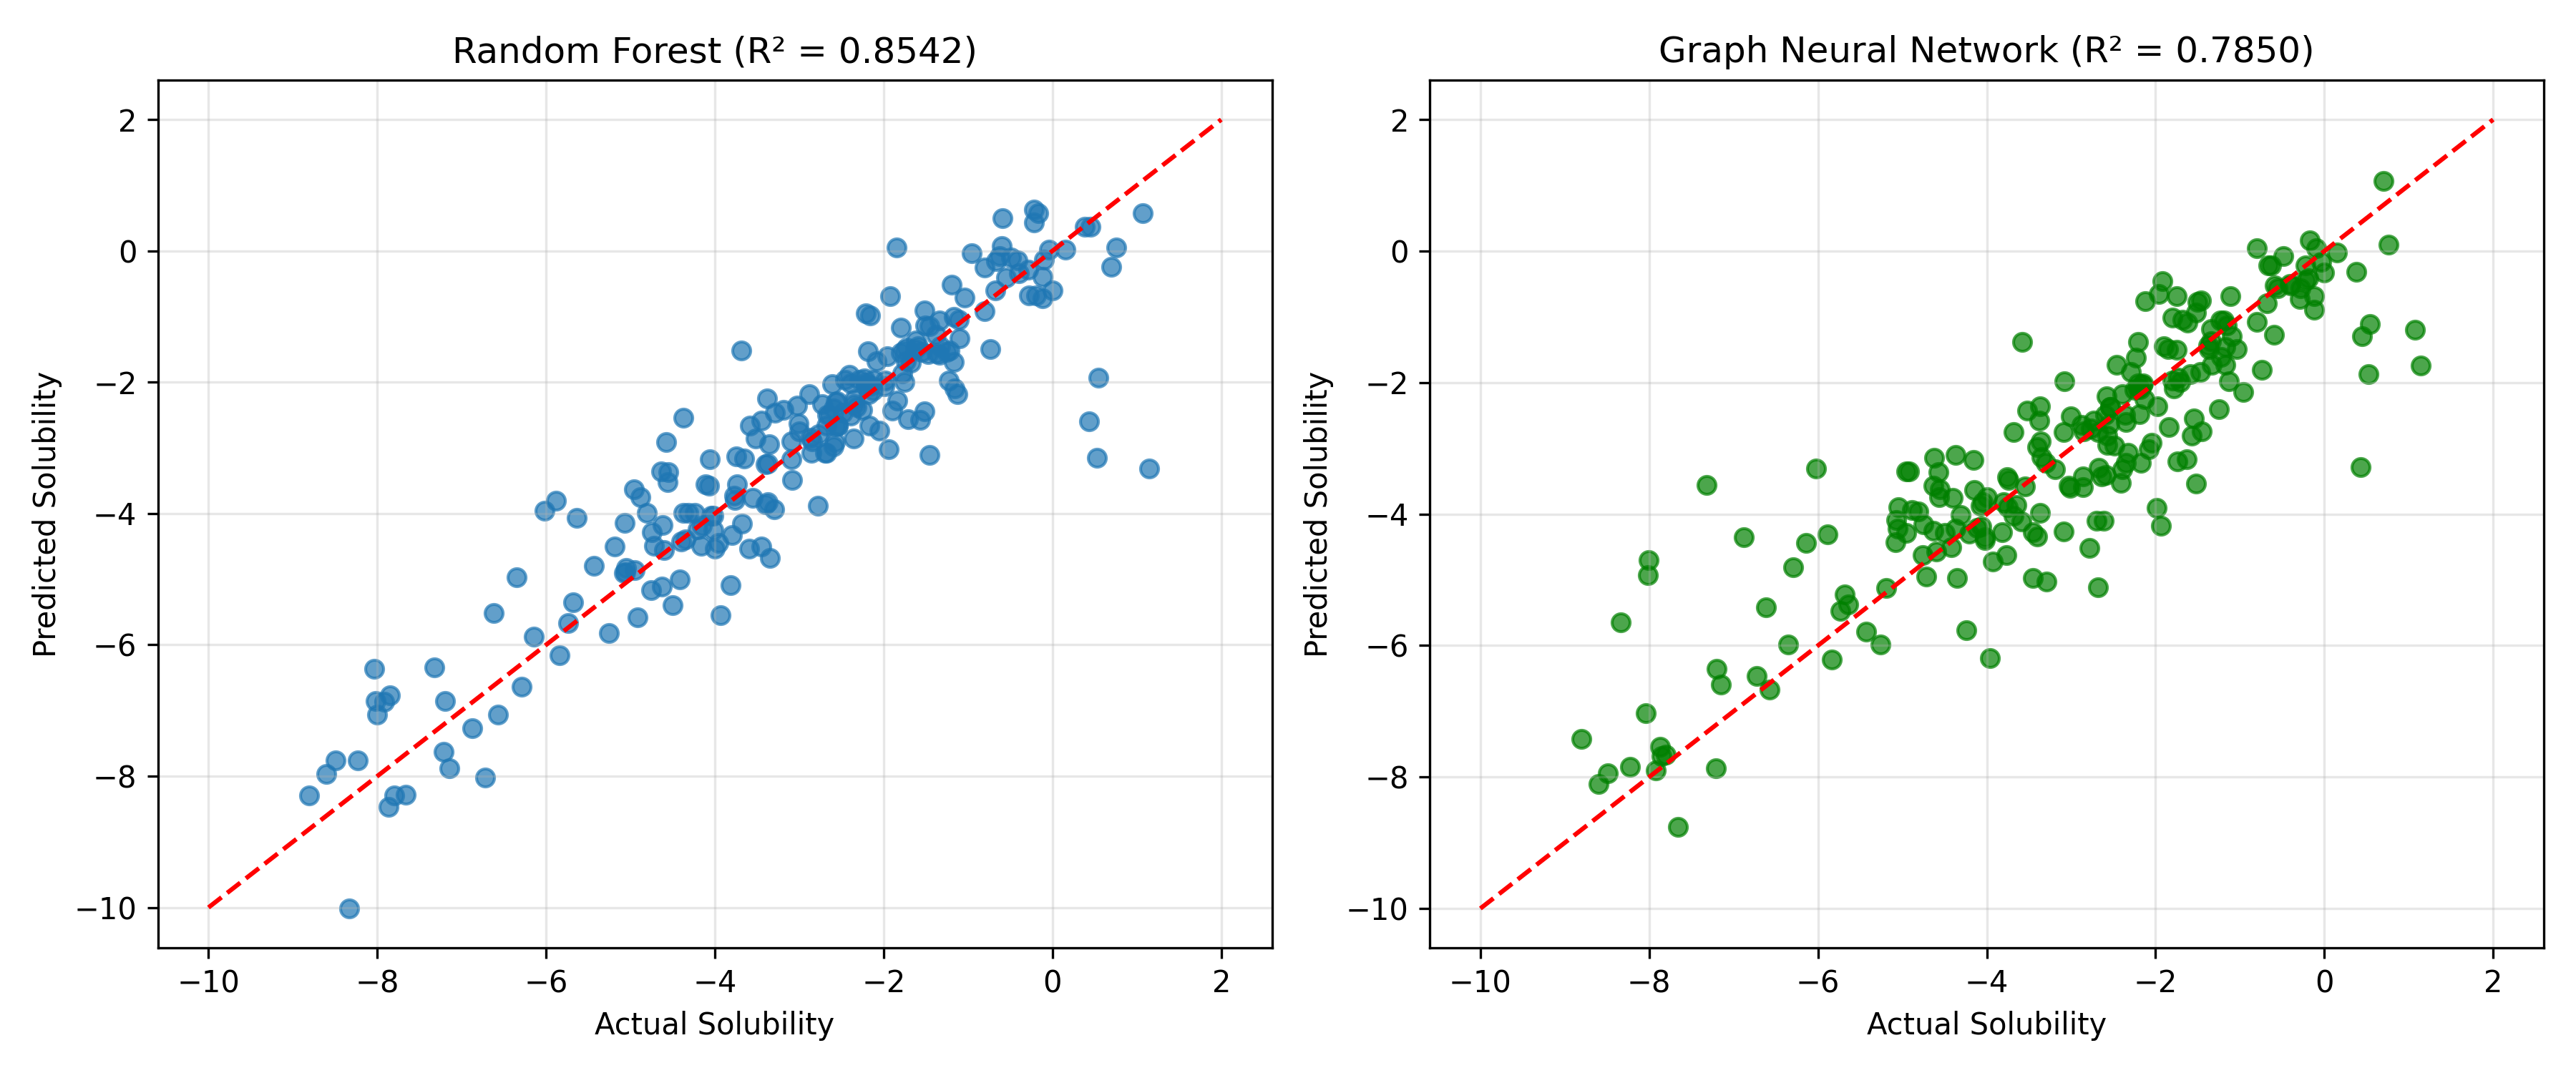 Random Forest (R² = 0.8542)
Predicted Solubility
2
0
−2
−4
−6
−8
−10
−10 −8 −6 −4 −2 0 2
Actual Solubility
Graph Neural Network (R² = 0.7850)
Predicted Solubility
2
0
−2
−4
−6
−8
−10
−10 −8 −6 −4 −2 0 2
Actual Solubility